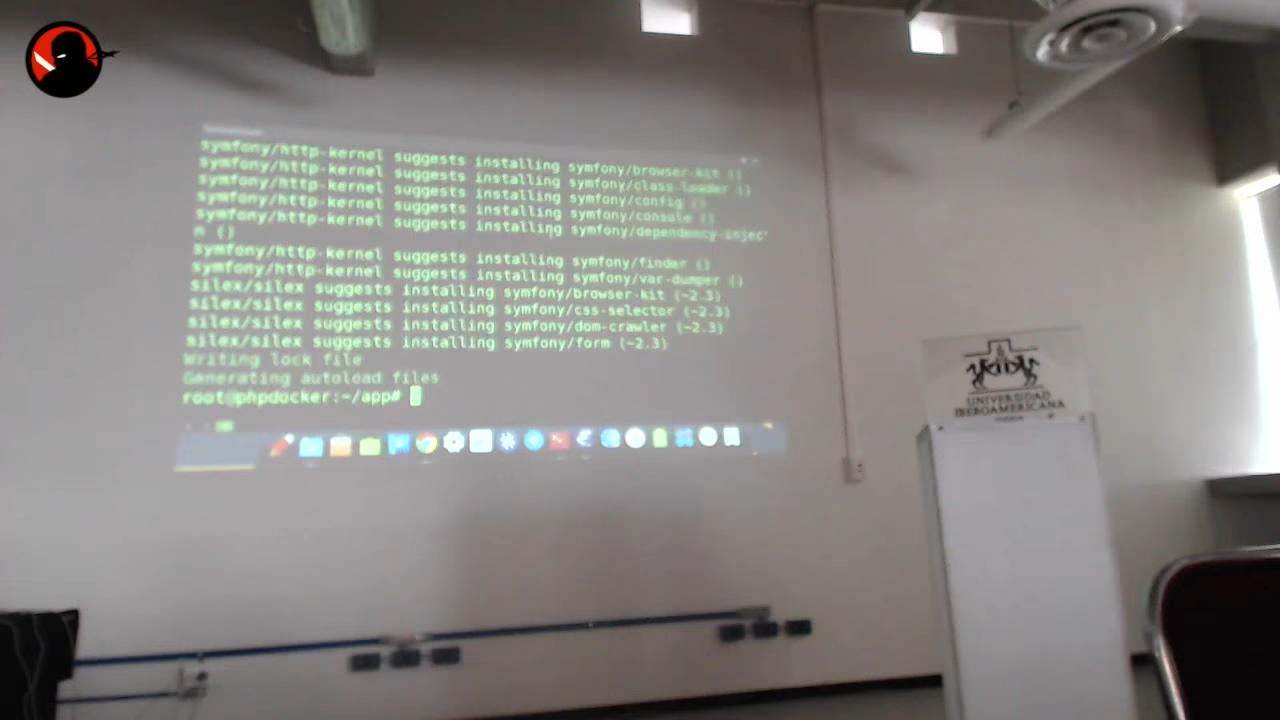 symfony/http-kernel suggests installing symfony/browser-kit ()
symfony/http-kernel suggests installing symfony/class-loader ()
symfony/http-kernel suggests installing symfony/config ()
symfony/http-kernel suggests installing symfony/console ()
symfony/http-kernel suggests installing symfony/dependency-inject
n ()
symfony/http-kernel suggests installing symfony/finder ()
symfony/http-kernel suggests installing symfony/var-dumper ()
silex/silex suggests installing symfony/browser-kit (~2.3)
silex/silex suggests installing symfony/css-selector (~2.3)
silex/silex suggests installing symfony/dom-crawler (~2.3)
silex/silex suggests installing symfony/form (~2.3)
Writing lock file
Generating autoload files
root@phpdocker:~/app#
UNIVERSIDAD
IBEROAMERICANA